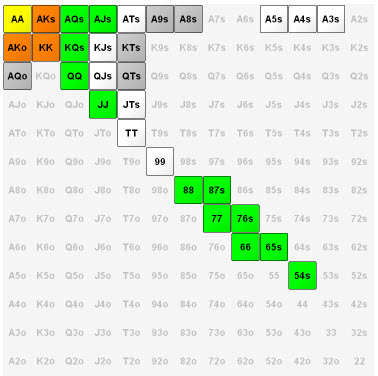 AA AKs AQs AJs ATs A9s A8s A7s A6s A5s A4s A3s A2s
AKo KK KQs KJs KTs K9s K8s K7s K6s K5s K4s K3s K2s
AQo KQo QQ QJs QTs Q9s Q8s Q7s Q6s Q5s Q4s Q3s Q2s
AJo KJo QJo JJ JTs J9s J8s J7s J6s J5s J4s J3s J2s
ATo KTo QTo JTo TT T9s T8s T7s T6s T5s T4s T3s T2s
A9o K9o Q9o J9o T9o 99 98s 97s 96s 95s 94s 93s 92s
A8o K8o Q8o J8o T8o 98o 88 87s 86s 85s 84s 83s 82s
A7o K7o Q7o J7o T7o 97o 87o 77 76s 75s 74s 73s 72s
A6o K6o Q6o J6o T6o 96o 86o 76o 66 65s 64s 63s 62s
A5o K5o Q5o J5o T5o 95o 85o 75o 65o 55 54s 53s 52s
A4o K4o Q4o J4o T4o 94o 84o 74o 64o 54o 44 43s 42s
A3o K3o Q3o J3o T3o 93o 83o 73o 63o 53o 43o 33 32s
A2o K2o Q2o J2o T2o 92o 82o 72o 62o 52o 42o 32o 22